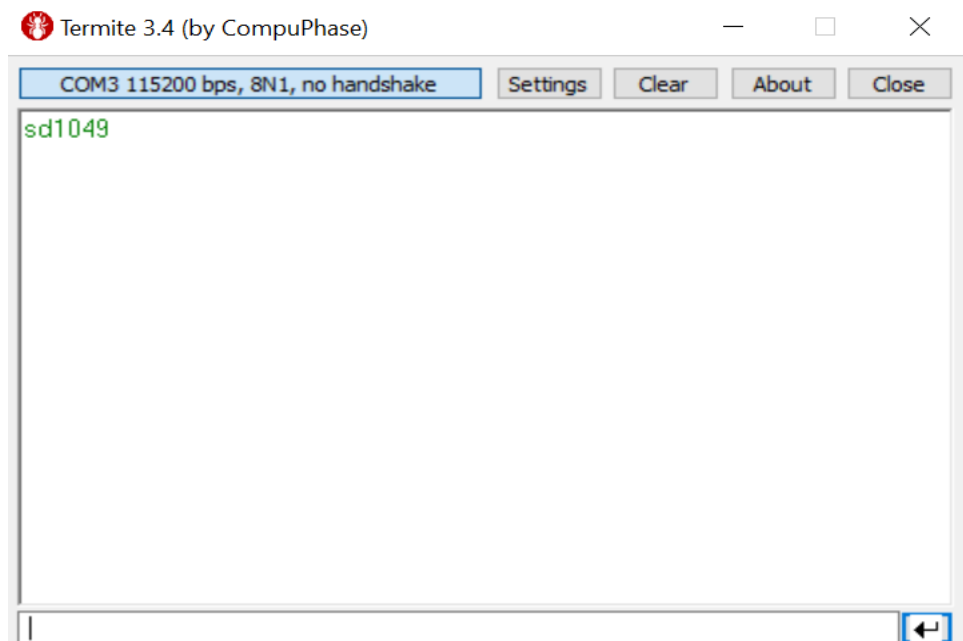 Termite 3.4 (by CompuPhase)
COM3 115200 bps, 8N1, no handshake Settings Clear About Close
sd1049